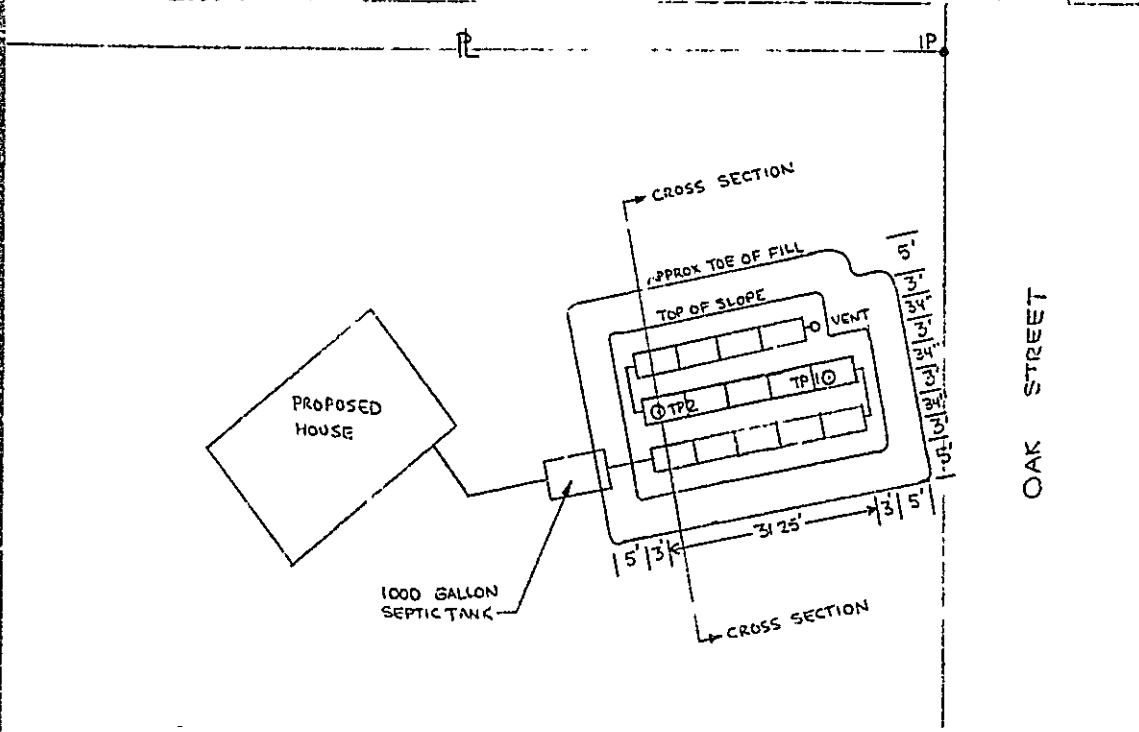 PL
IP
CROSS SECTION
APPROX TOE OF FILL
TOP OF SLOPE
VENT
TP 1
TP2
PROPOSED
HOUSE
5'
3'
34"
3'
34"
3'
34"
3'
5'
OAK STREET
31 25'
3' 5'
5' 3'
1000 GALLON
SEPTIC TANK
CROSS SECTION